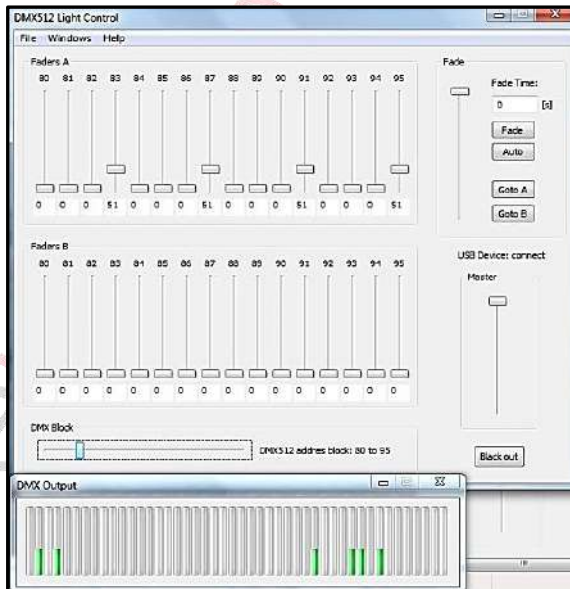 DMX512 Light Control
File Windows Help
Faders A
80 81 82 83 84 85 86 87 88 89 90 91 92 93 94 95
0 0 0 51 0 0 0 51 0 0 0 51 0 0 0 51
Fade
Fade Time:
0 [s]
Fade
Auto
Goto A
Goto B
Faders B
80 81 82 83 84 85 86 87 88 89 90 91 92 93 94 95
0 0 0 0 0 0 0 0 0 0 0 0 0 0 0 0
USB Device: connect
Master
DMX Block
DMX512 addres block: 80 to 95
Black out
DMX Output